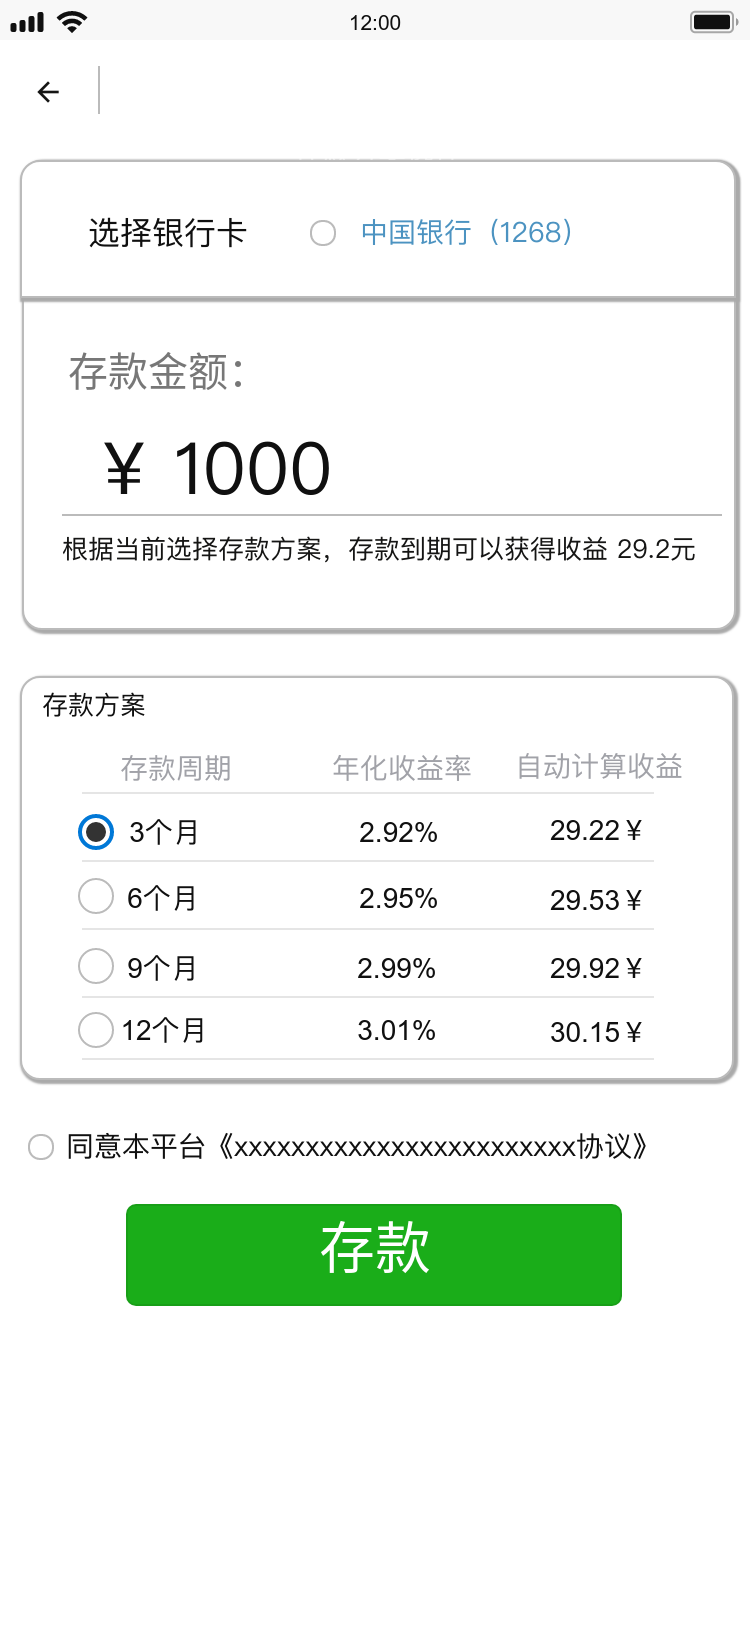 12:00
选择银行卡 中国银行（1268）
存款金额：
¥ 1000
根据当前选择存款方案，存款到期可以获得收益 29.2元
存款方案
存款周期 年化收益率 自动计算收益
3个月 2.92% 29.22¥
6个月 2.95% 29.53¥
9个月 2.99% 29.92¥
12个月 3.01% 30.15¥
同意本平台《xxxxxxxxxxxxxxxxxxxxxxxx协议》
存款